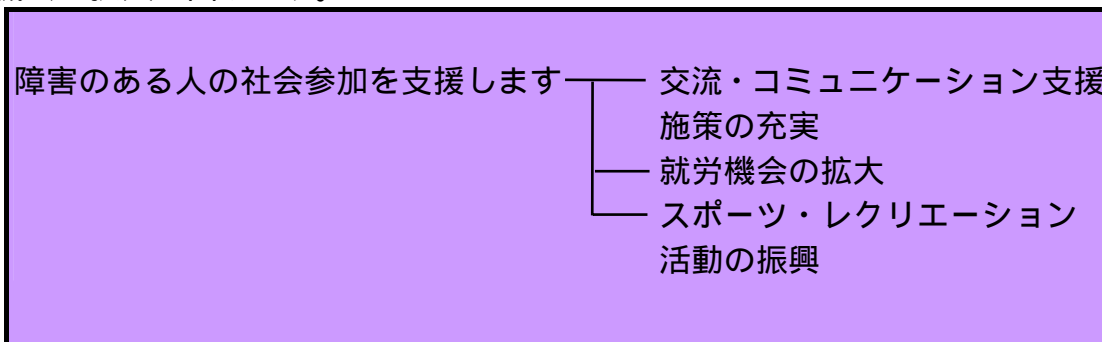 障害のある人の社会参加を支援します
交流・コミュニケーション支援
施策の充実
就労機会の拡大
スポーツ・レクリエーション
活動の振興